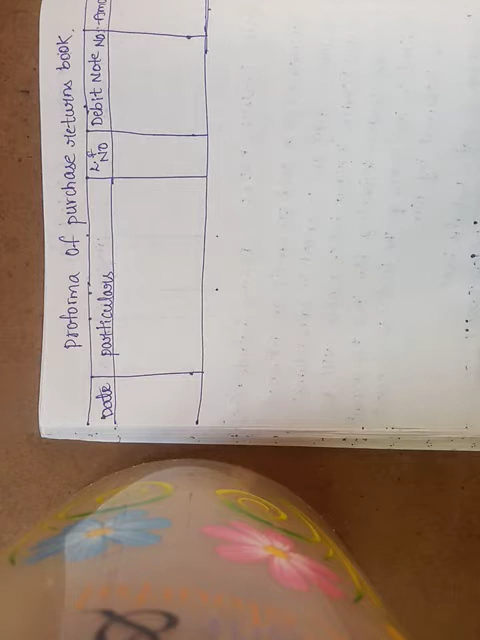 proforma of purchase returns book.
Date particulars L.F NO Debit Note No's
&